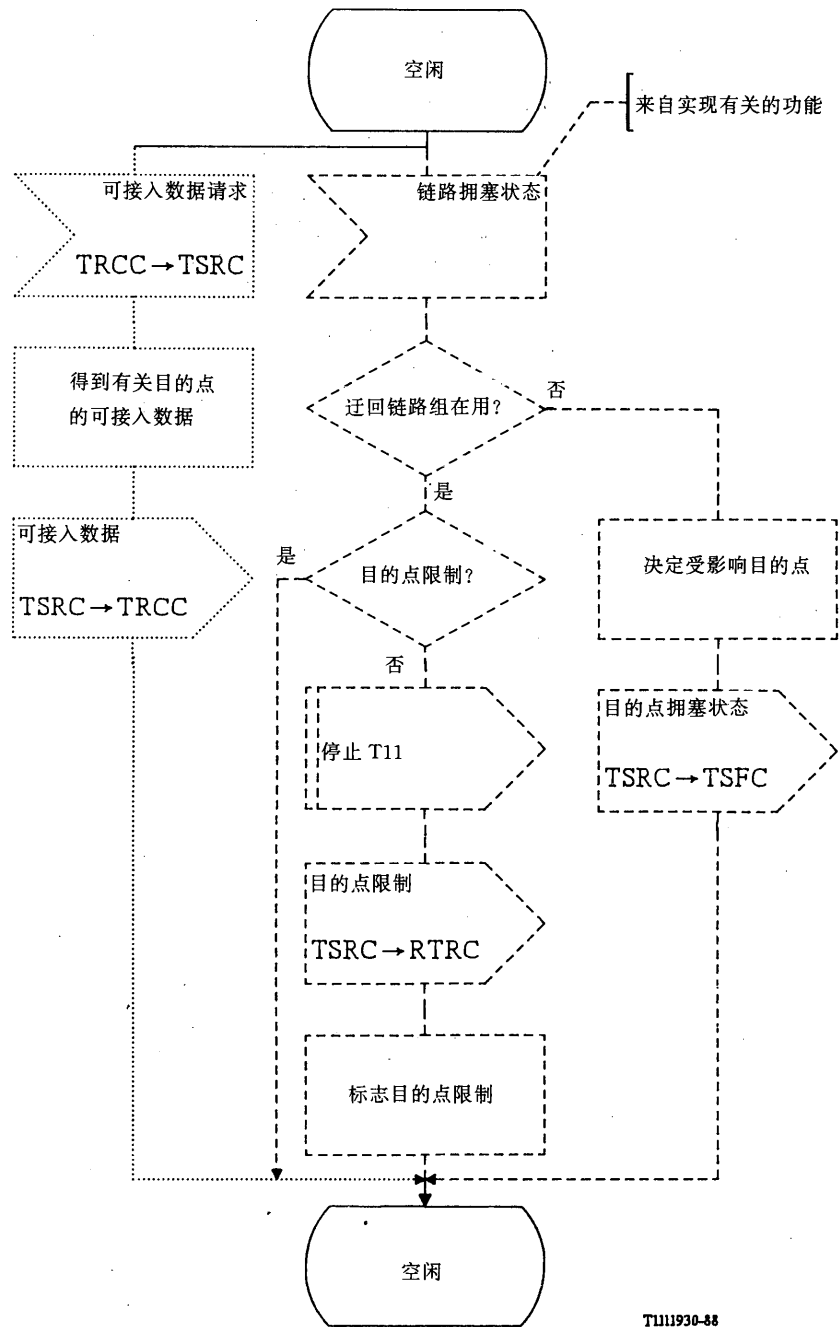 空闲
来自实现有关的功能
可接入数据请求
TRCC→TSRC
链路拥塞状态
得到有关目的点
的可接入数据
迂回链路组在用?
否
是
可接入数据
TSRC→TRCC
是
目的点限制?
否
决定受影响目的点
停止 T11
目的点拥塞状态
TSRC→TSFC
目的点限制
TSRC→RTRC
标志目的点限制
空闲
T1111930-88